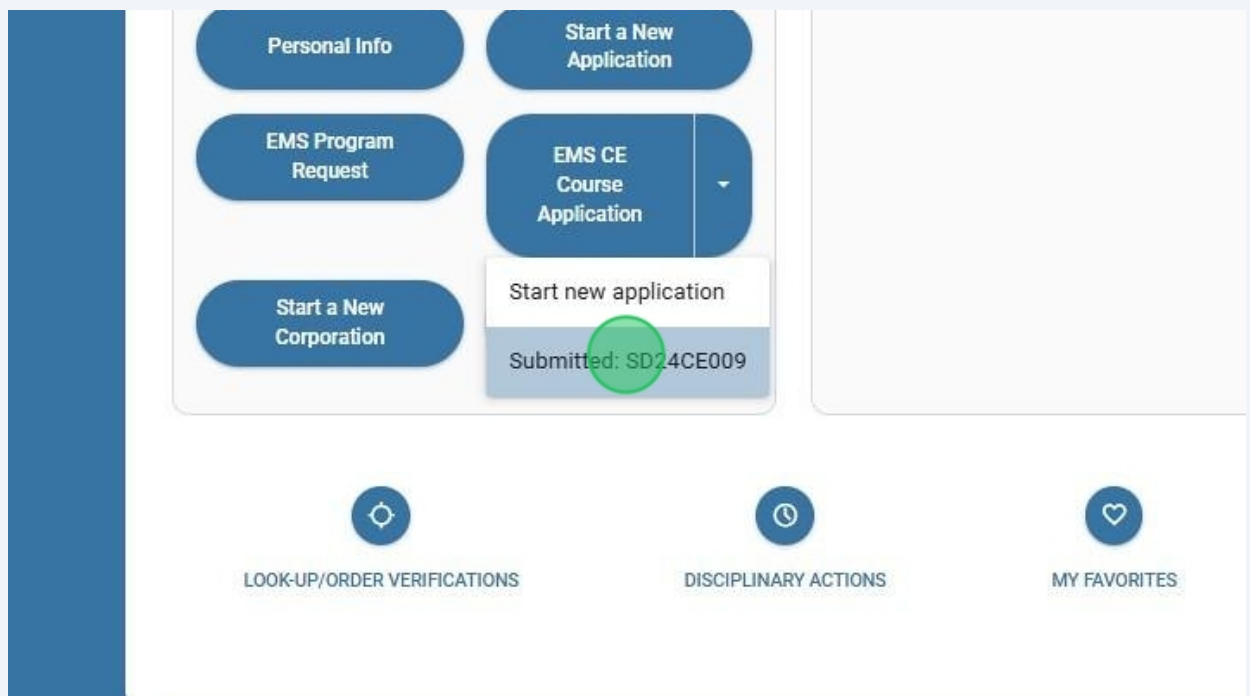 Personal Info
Start a New
Application
EMS Program
Request
EMS CE
Course
Application
Start new application
Start a New
Corporation
Submitted: SD24CE009
LOOK-UP/ORDER VERIFICATIONS
DISCIPLINARY ACTIONS
MY FAVORITES